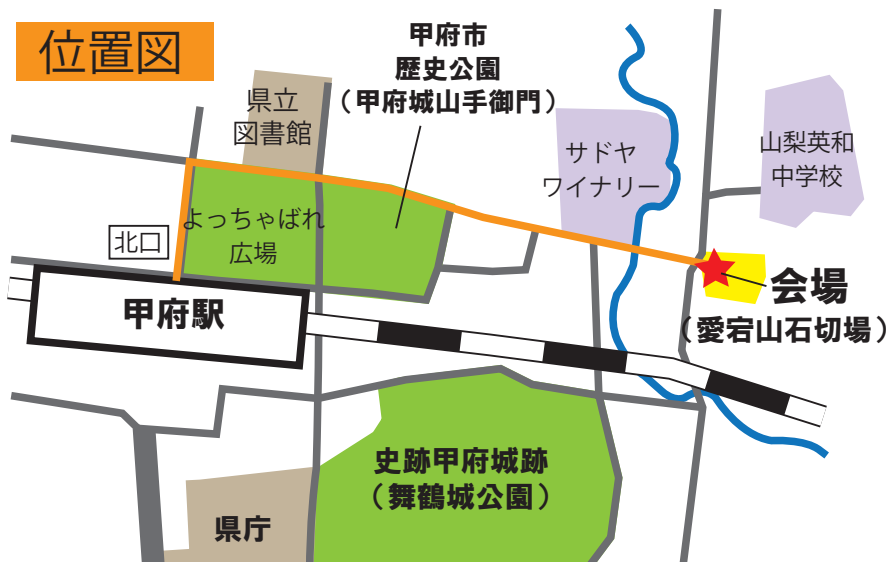 位置図
甲府市
歴史公園
（甲府城山手御門）
県立
図書館
サドヤ
ワイナリー
山梨英和
中学校
よっちゃばれ
広場
北口
甲府駅
会場
（愛宕山石切場）
史跡甲府城跡
（舞鶴城公園）
県庁